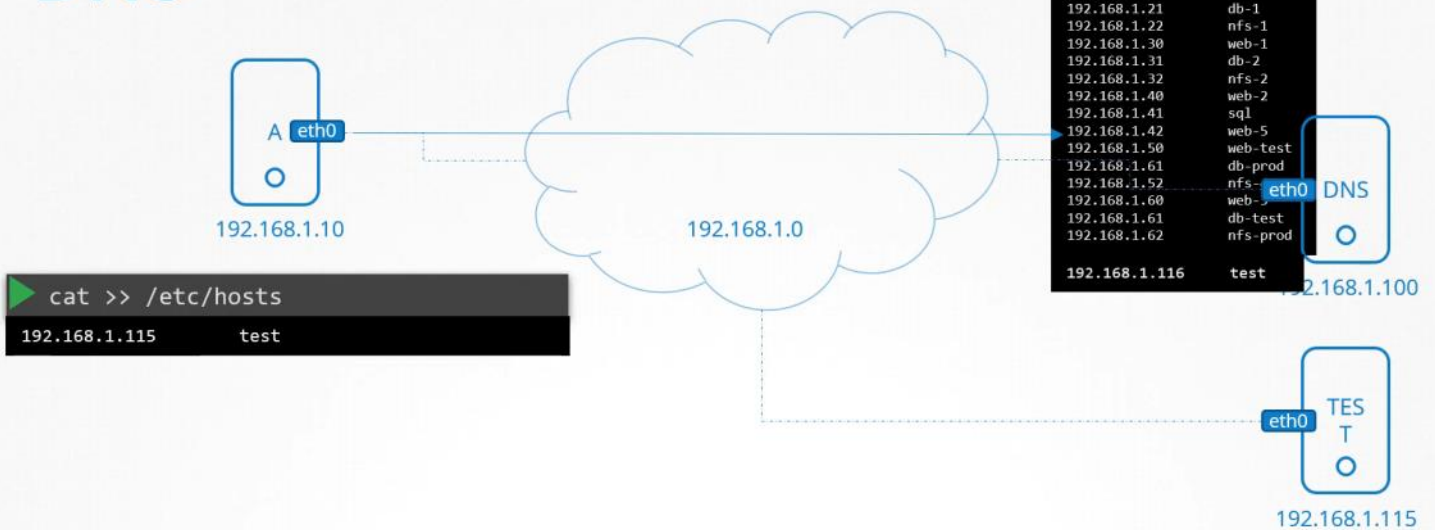 192.168.1.21 db-1
192.168.1.22 nfs-1
192.168.1.30 web-1
192.168.1.31 db-2
192.168.1.32 nfs-2
192.168.1.40 web-2
192.168.1.41 sql
192.168.1.42 web-5
192.168.1.50 web-test
192.168.1.61 db-prod
192.168.1.52 nfs-
192.168.1.60
192.168.1.61 db-test
192.168.1.62 nfs-prod
192.168.1.116 test
A eth0
192.168.1.10
192.168.1.0
eth0 DNS
2.168.1.100
cat >> /etc/hosts
192.168.1.115 test
eth0
TES
T
192.168.1.115